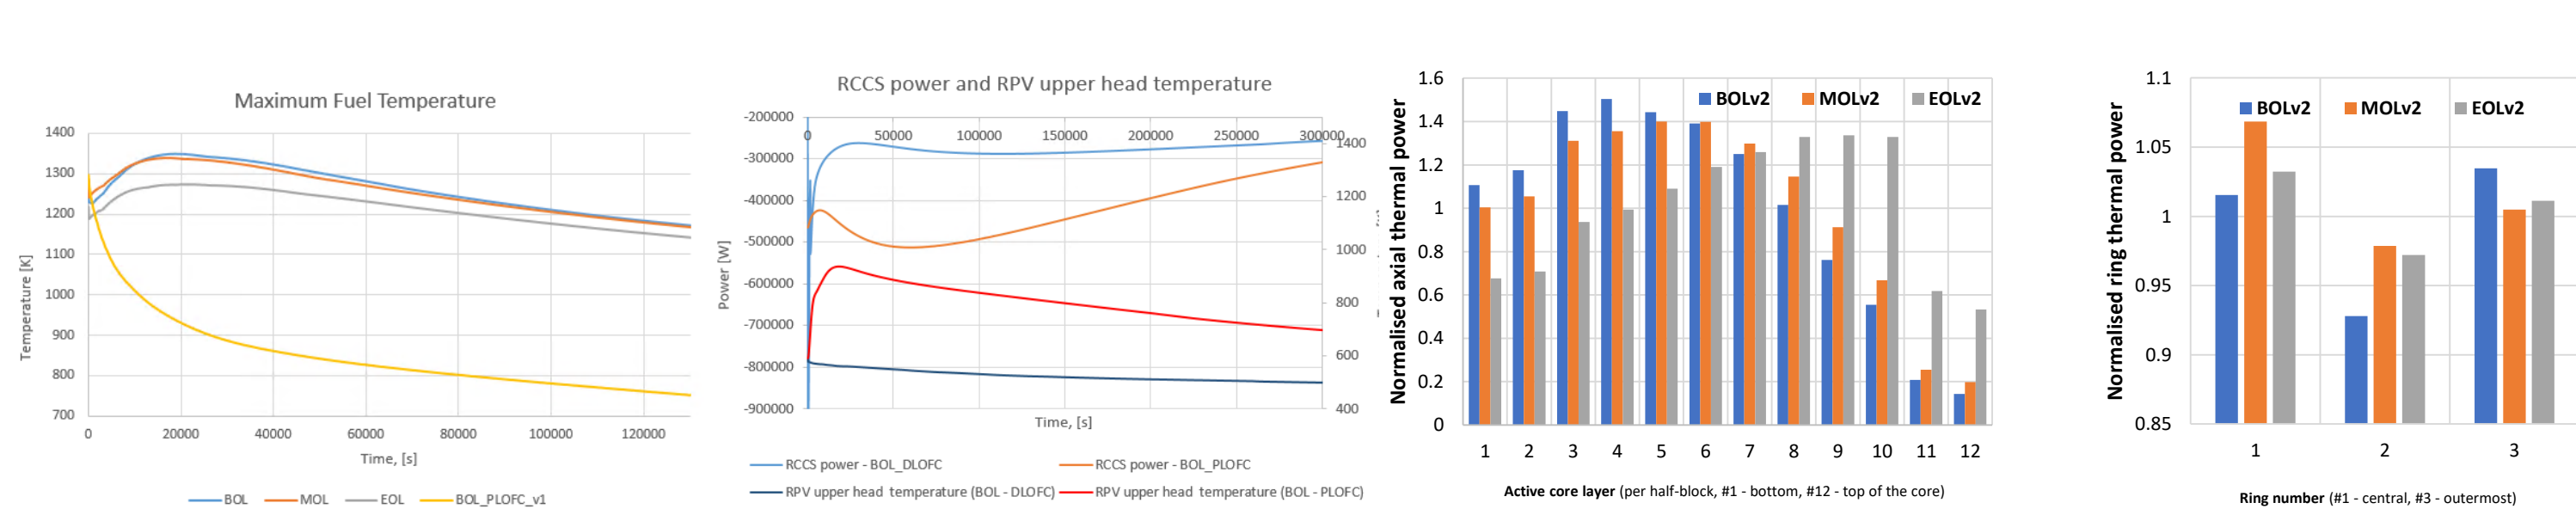 Maximum Fuel Temperature
1400
1300
1200
1100
1000
900
800
700
0 20000 40000 60000 80000 100000 120000
Temperature [K]
Time, [s]
BOL MOL EOL BOL_PLOFC_v1
RCCS power and RPV upper head temperature
-200000
-300000
-400000
-500000
-600000
-700000
-800000
-900000
0 50000 100000 150000 200000 250000 300000
1400
1200
1000
800
600
400
Power [W]
Time, [s]
RCCS power - BOL_DLOFC RCCS power - BOL_PLOFC
RPV upper head temperature (BOL - DLOFC) RPV upper head temperature (BOL - PLOFC)
1.6
1.4
1.2
1
0.8
0.6
0.4
0.2
0
Normalised axial thermal power
BOLv2 MOLv2 EOLv2
1 2 3 4 5 6 7 8 9 10 11 12
Active core layer (per half-block, #1 - bottom, #12 - top of the core)
1.1
1.05
1
0.95
0.9
0.85
Normalised ring thermal power
BOLv2 MOLv2 EOLv2
1 2 3
Ring number (#1 - central, #3 - outermost)